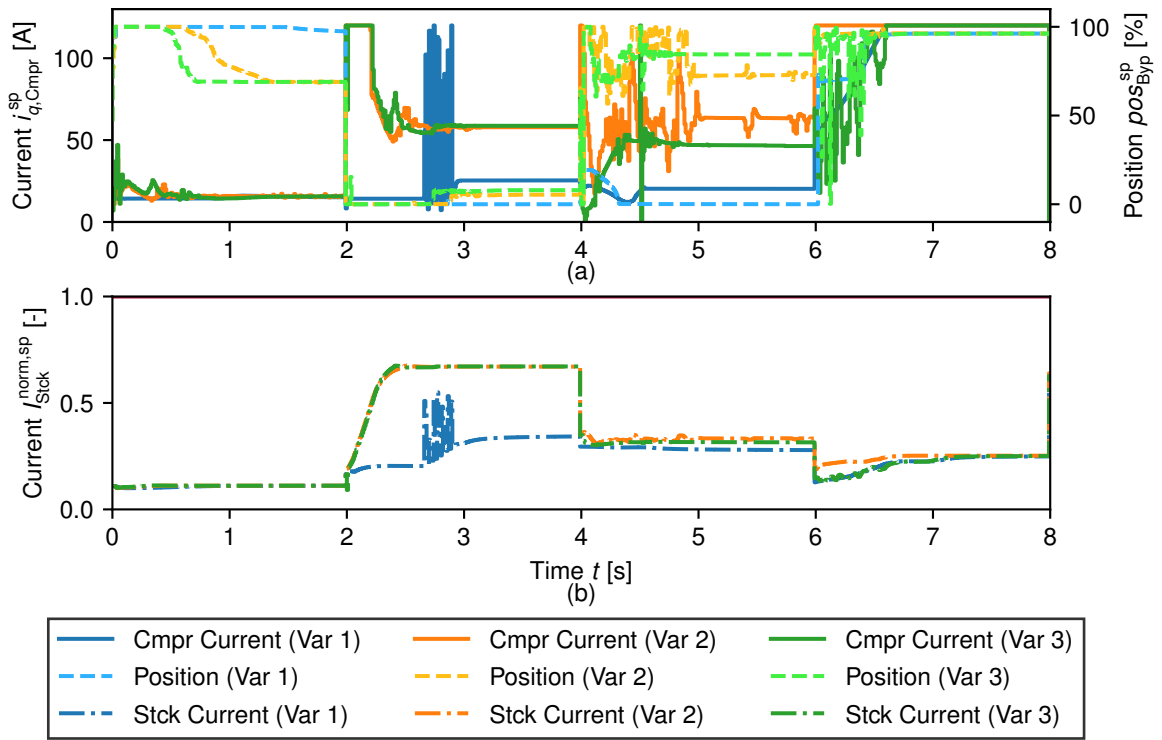 Current i^sp_q,Cmpr [A]
100
50
0
Position pos^sp_Byp [%]
100
50
0
0 1 2 3 4 5 6 7 8
(a)
Current I^norm,sp_Stck [-]
1.0
0.5
0.0
0 1 2 3 4 5 6 7 8
Time t [s]
(b)
Cmpr Current (Var 1) Cmpr Current (Var 2) Cmpr Current (Var 3)
Position (Var 1) Position (Var 2) Position (Var 3)
Stck Current (Var 1) Stck Current (Var 2) Stck Current (Var 3)